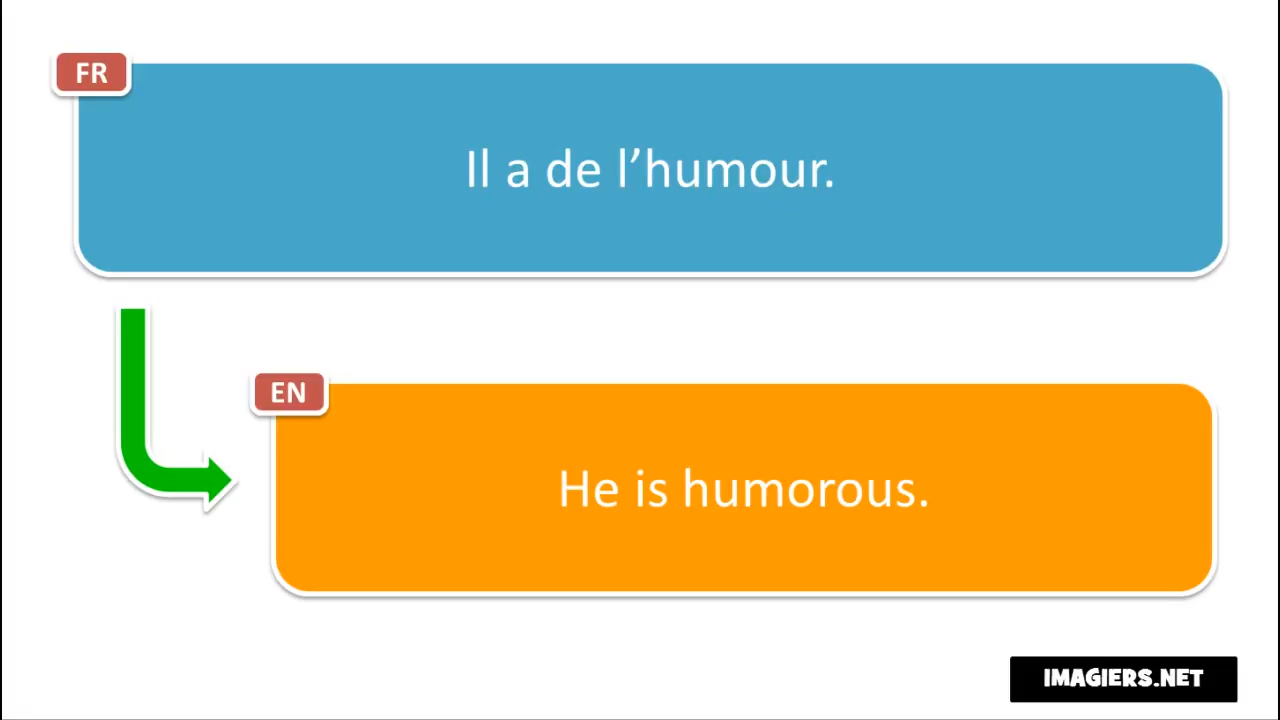 FR
Il a de l’humour.
EN
He is humorous.
IMAGIERS.NET